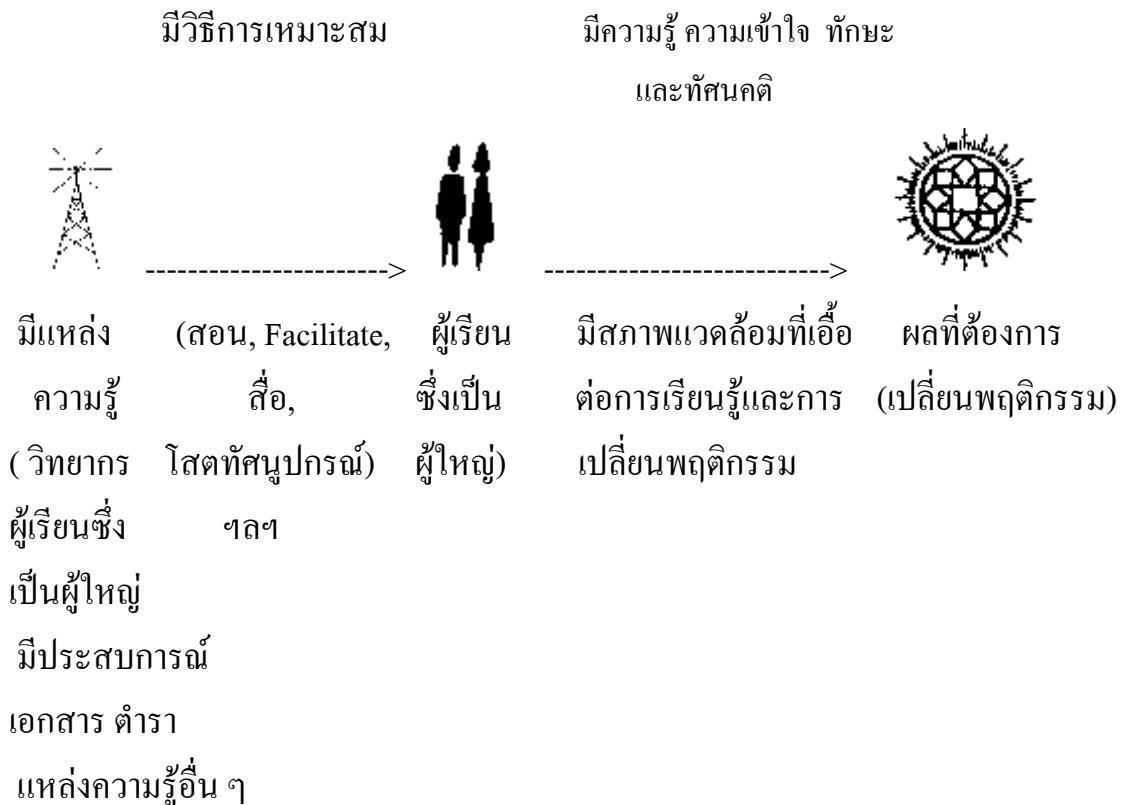 มีวิธีการเหมาะสม มีความรู้ ความเข้าใจ ทักษะ
และทัศนคติ
----------------------> --------------------------->
มีแหล่ง (สอน, Facilitate, ผู้เรียน มีสภาพแวดล้อมที่เอื้อ ผลที่ต้องการ
ความรู้ สื่อ, ซึ่งเป็น ต่อการเรียนรู้และการ (เปลี่ยนพฤติกรรม)
( วิทยากร โสตทัศนูปกรณ์) ผู้ใหญ่) เปลี่ยนพฤติกรรม
ผู้เรียนซึ่ง ฯลฯ
เป็นผู้ใหญ่
มีประสบการณ์
เอกสาร ตำรา
แหล่งความรู้อื่น ๆ